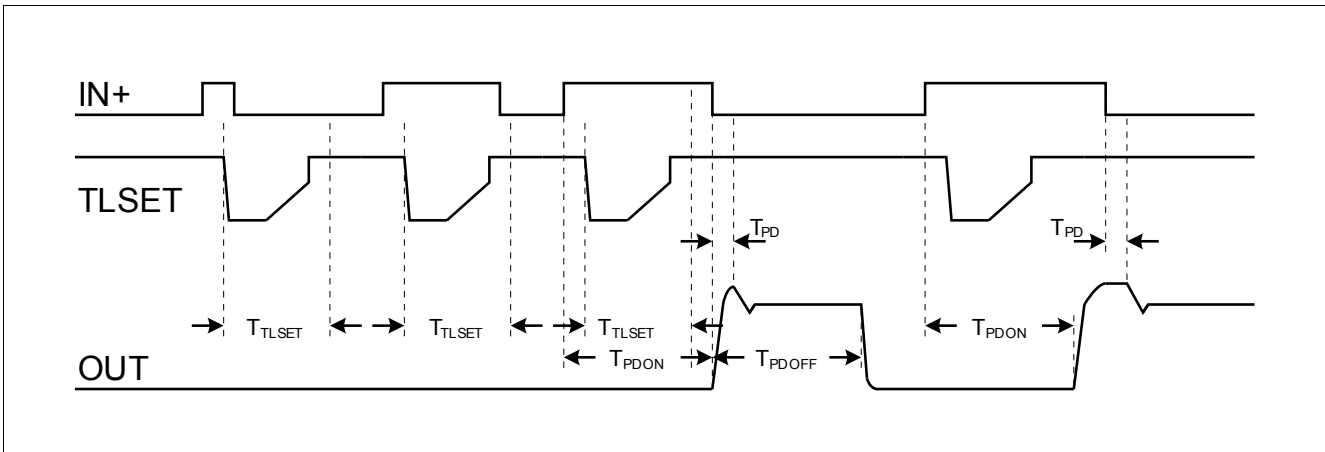 IN+
TLSET
TPD
TPD
TTLSET
TTLSET
TTLSET
TPDON
TPDON
TPDOFF
OUT